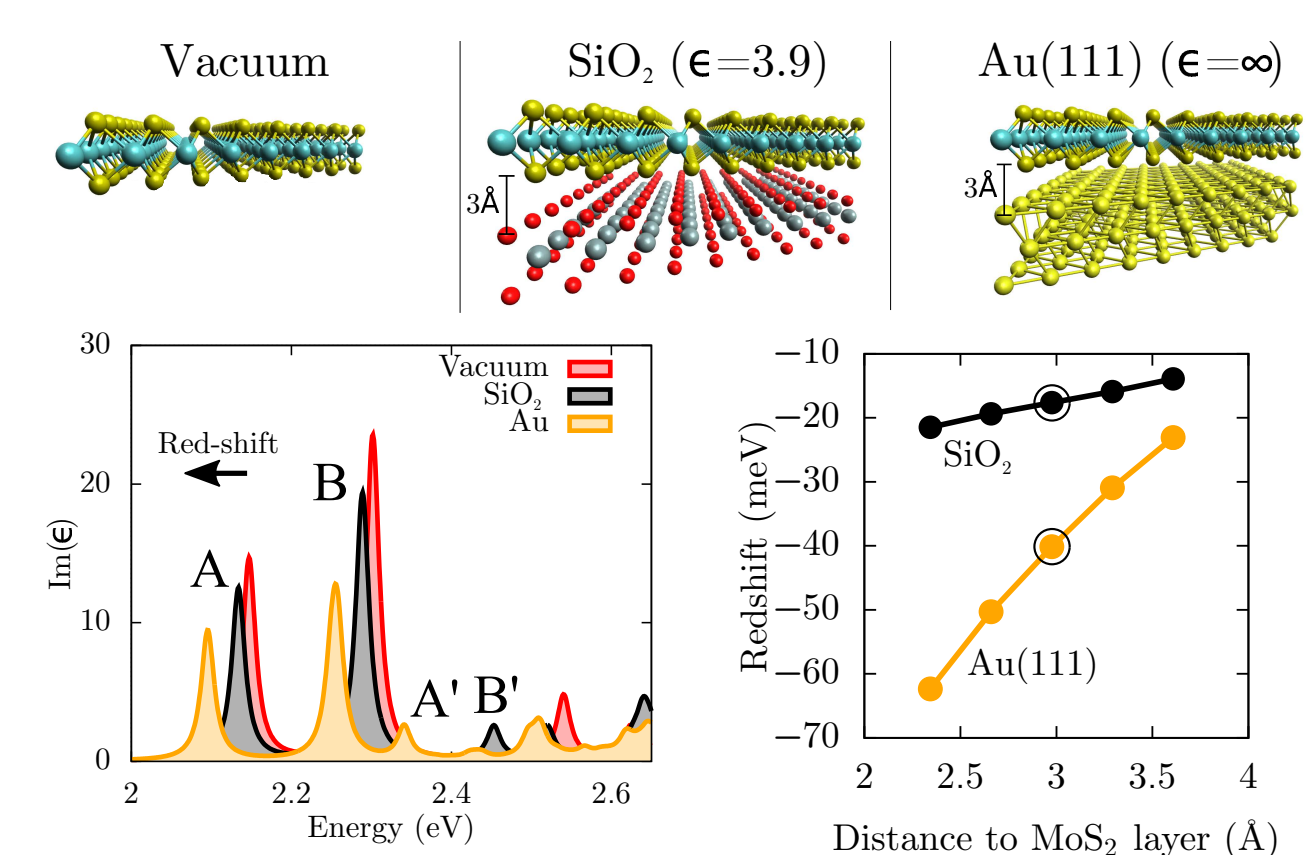 Vacuum
SiO₂ (ϵ=3.9)
Au(111) (ϵ=∞)
3Å
3Å
30
20
10
0
Im(ϵ)
Vacuum
SiO₂
Au
Red-shift
A
B
A'
B'
2
2.2
2.4
2.6
Energy (eV)
−10
−20
−30
−40
−50
−60
−70
Redshift (meV)
SiO₂
Au(111)
2
2.5
3
3.5
4
Distance to MoS₂ layer (Å)